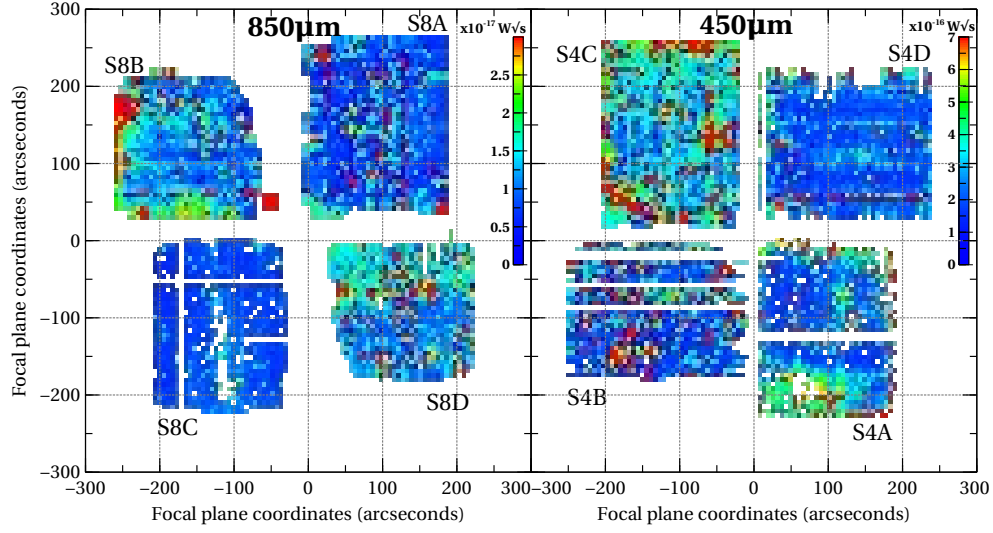 850μm
450μm
S8A
S8B
S8C
S8D
S4C
S4D
S4B
S4A
x10⁻¹⁷ W√s
2.5
2
1.5
1
0.5
0
x10⁻¹⁶ W√s
7
6
5
4
3
2
1
0
Focal plane coordinates (arcseconds)
300
200
100
0
−100
−200
−300
−300 −200 −100 0 100 200 300 −300 −200 −100 0 100 200 300
Focal plane coordinates (arcseconds) Focal plane coordinates (arcseconds)